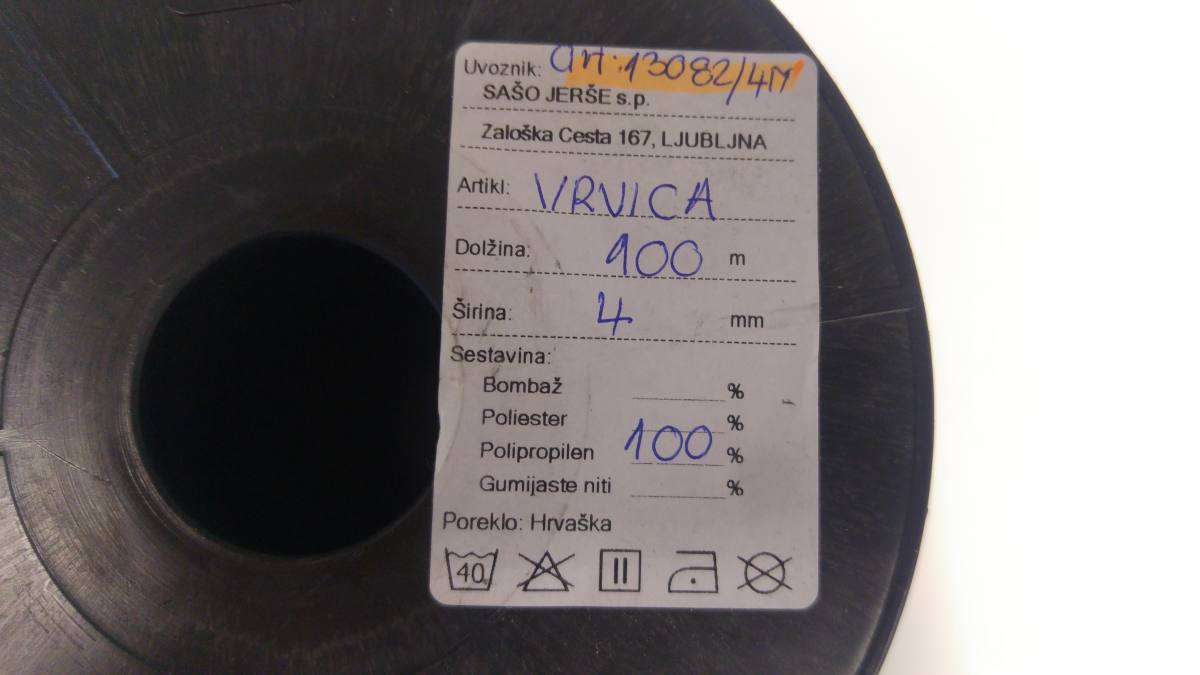 Uvoznik: art: 13082/4M
SAŠO JERŠE s.p.
Zaloška Cesta 167, LJUBLJNA
Artikl: VRVICA
Dolžina: 100 m
Širina: 4 mm
Sestavina:
Bombaž %
Poliester %
Polipropilen 100 %
Gumijaste niti %
Poreklo: Hrvaška
40